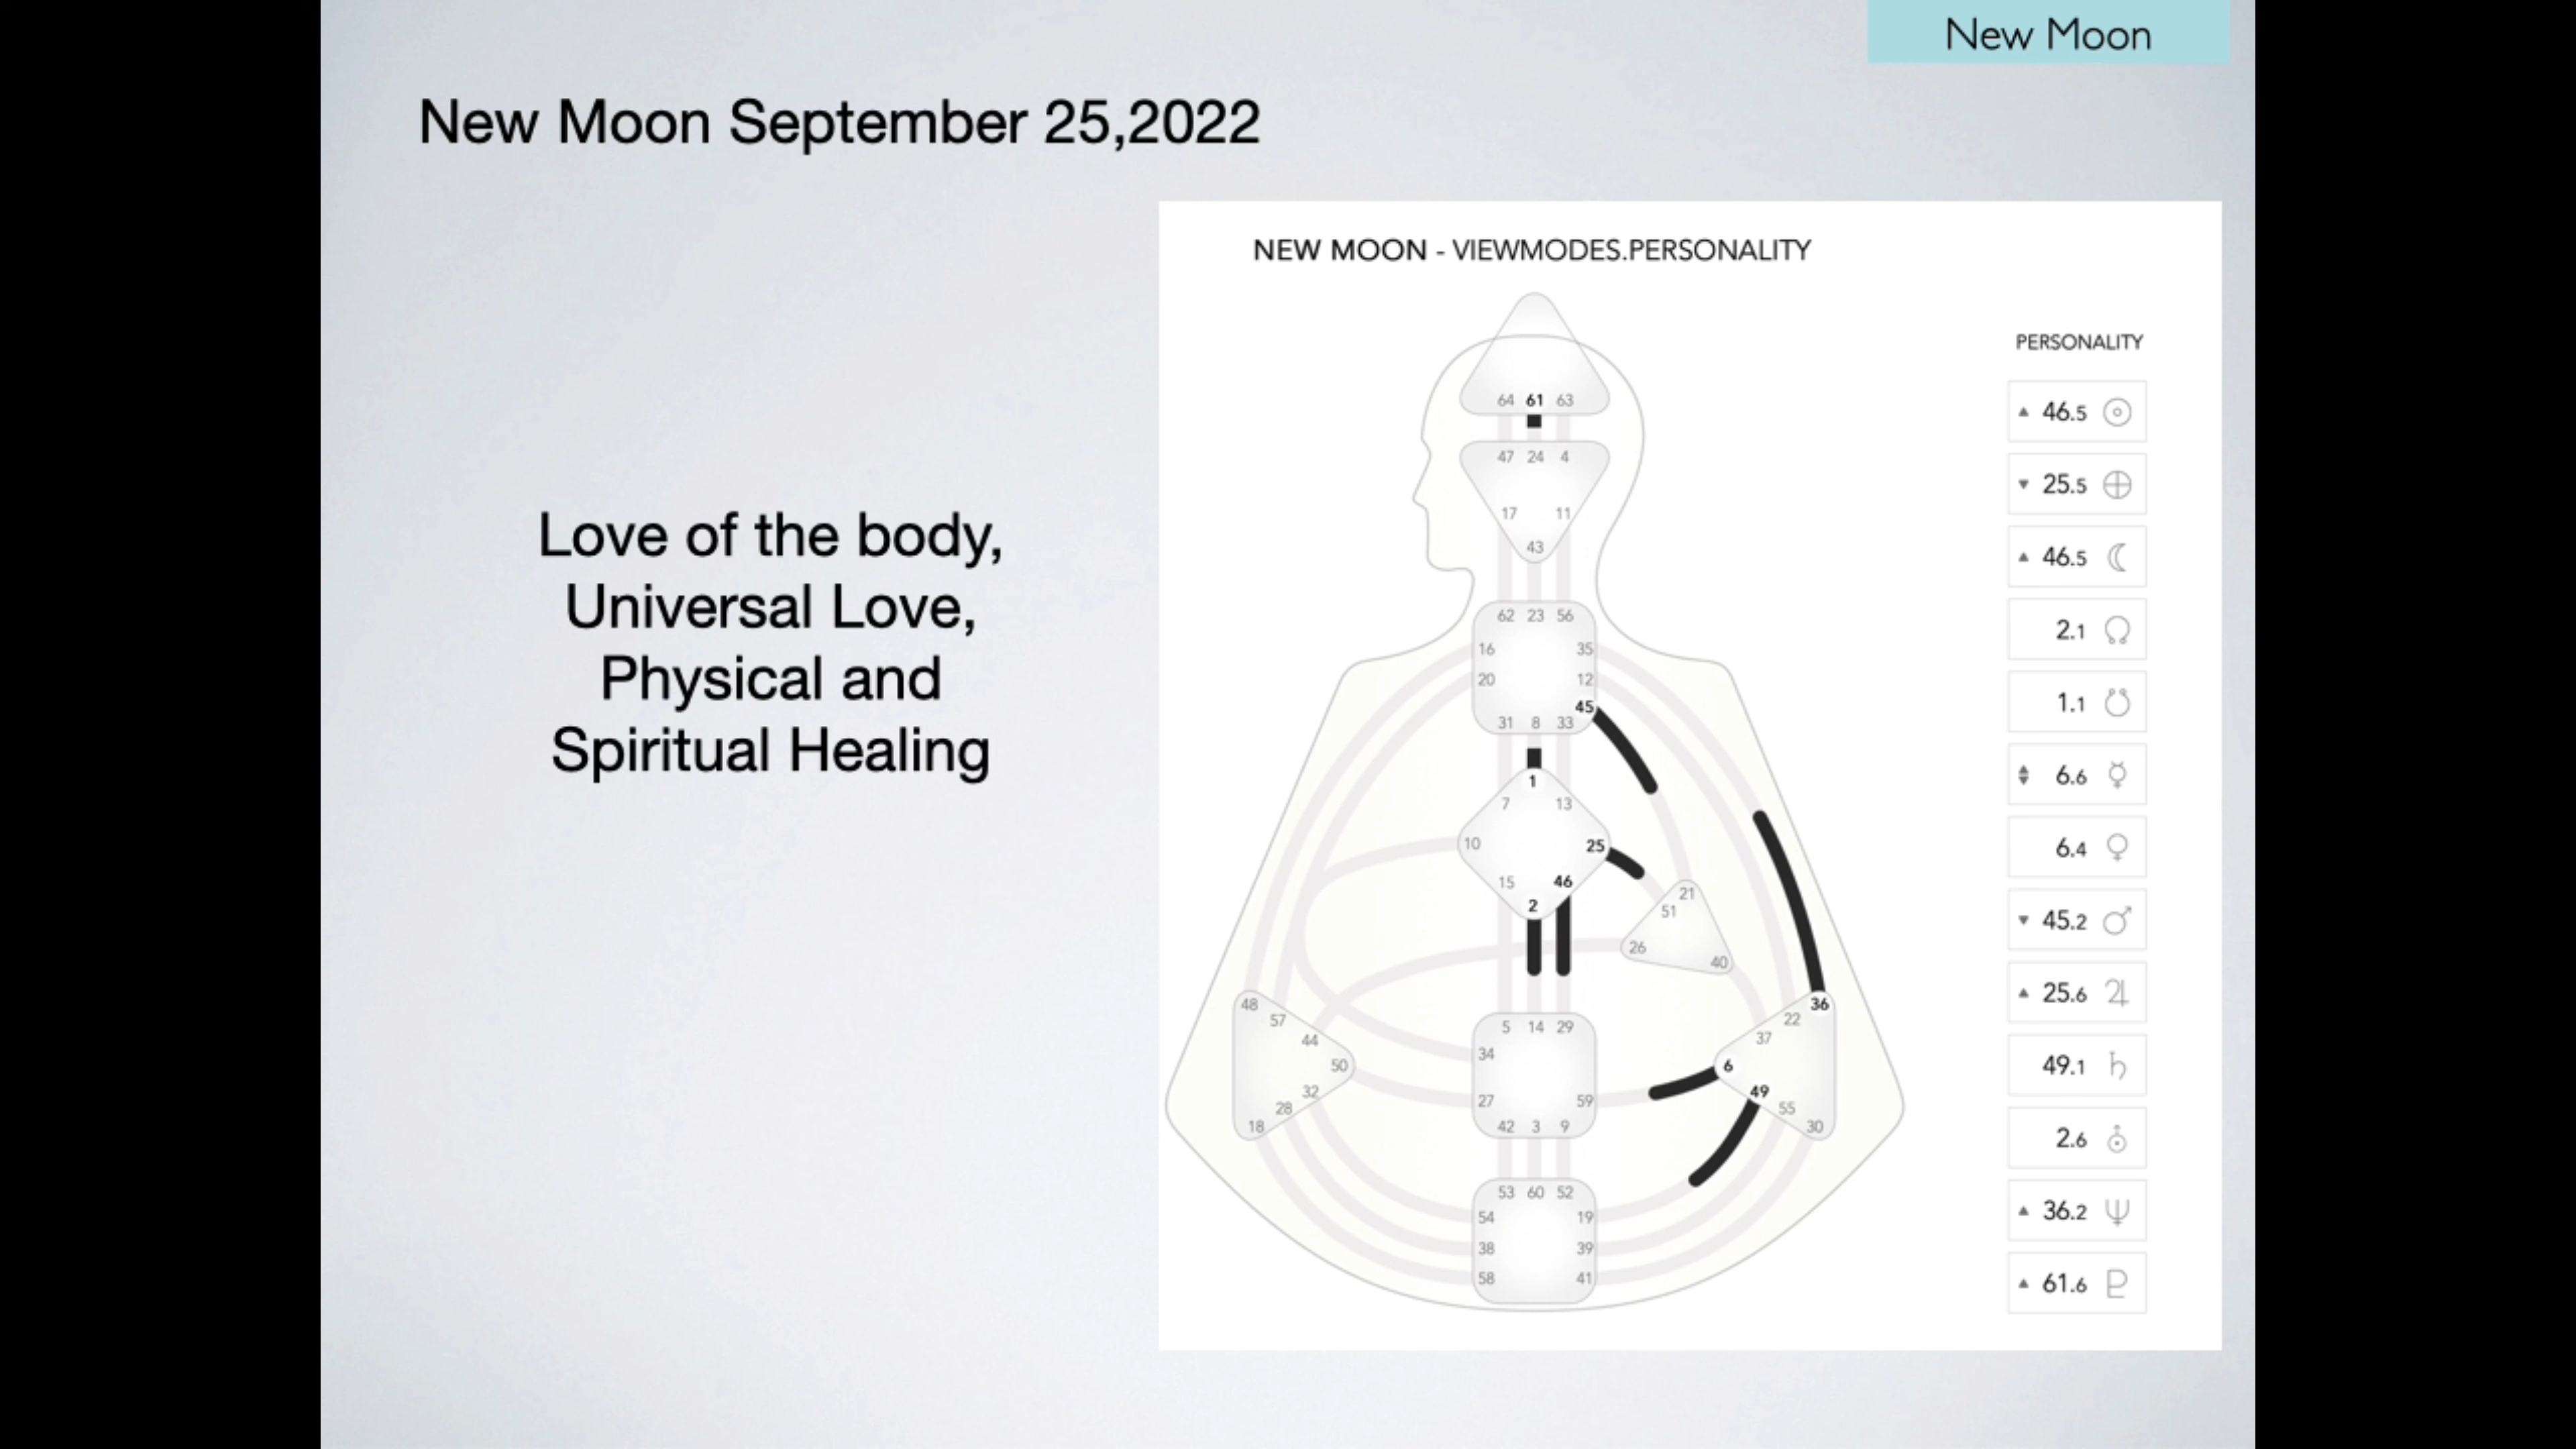 New Moon
New Moon September 25,2022
Love of the body,
Universal Love,
Physical and
Spiritual Healing
NEW MOON - VIEWMODES.PERSONALITY
64 61 63
47 24 4
17 11
43
62 23 56
16 35
20 12
45
31 8 33
1
7 13
10 25
15 46
2
21
51
26
40
48
57
44
50
32
28
18
5 14 29
34
27 59
42 3 9
36
22
37
6
49
55
30
53 60 52
54 19
38 39
58 41
PERSONALITY
▲ 46.5 ☉
▼ 25.5 ⊕
▲ 46.5 ☾
2.1 ☊
1.1 ☋
6.6 ☿
6.4 ♀
▼ 45.2 ♂
▲ 25.6 ♃
49.1 ♄
2.6 ⛢
▲ 36.2 ♆
▲ 61.6 ♇